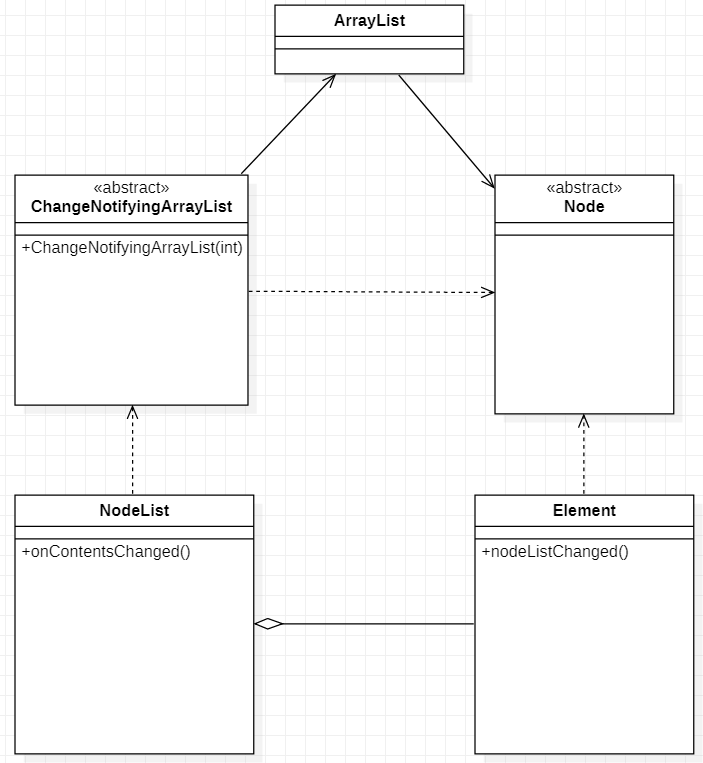 ArrayList
«abstract»
ChangeNotifyingArrayList
+ChangeNotifyingArrayList(int)
«abstract»
Node
NodeList
+onContentsChanged()
Element
+nodeListChanged()